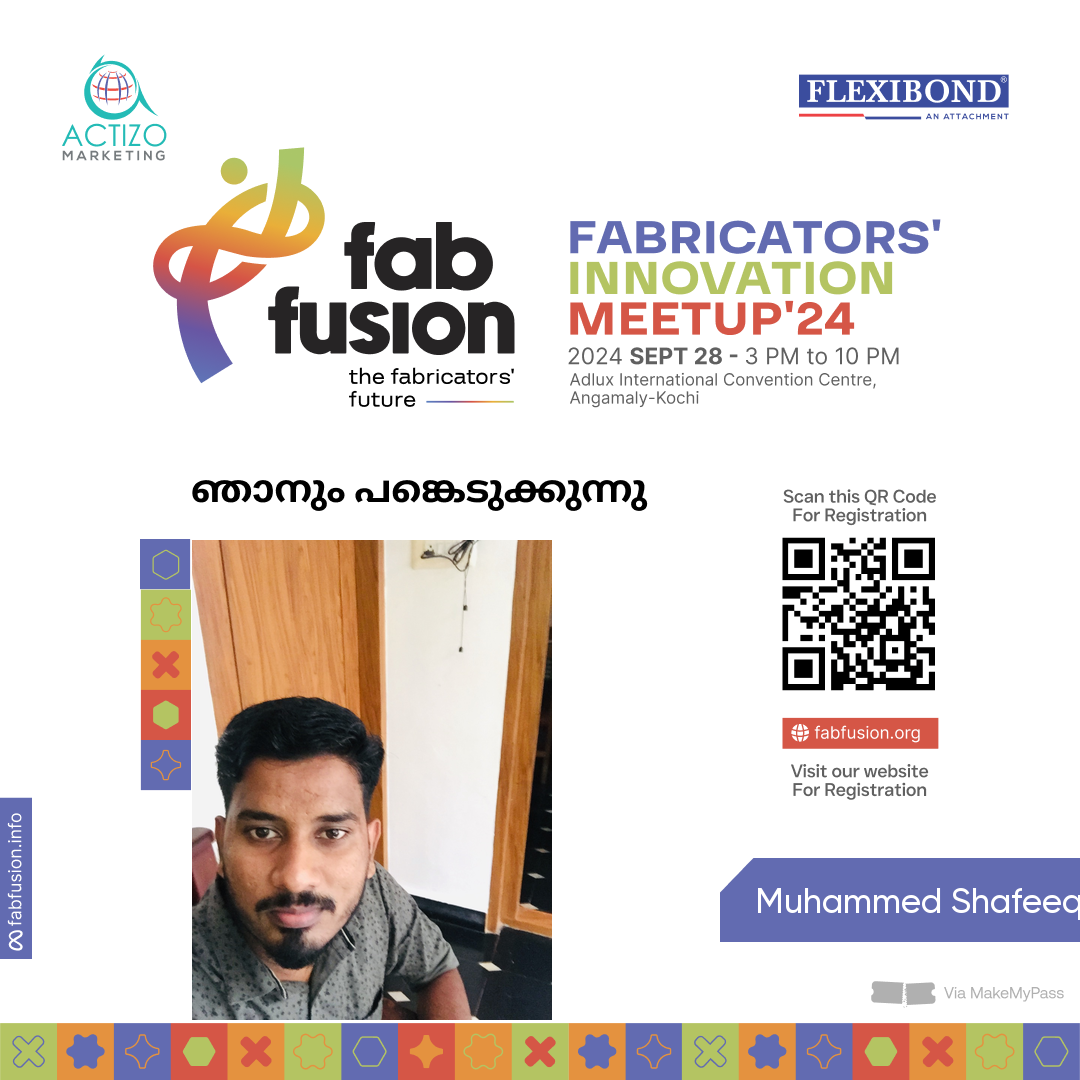 ACTIZO
MARKETING
FLEXIBOND®
AN ATTACHMENT
fab
fusion
the fabricators'
future
FABRICATORS'
INNOVATION
MEETUP'24
2024 SEPT 28 - 3 PM to 10 PM
Adlux International Convention Centre,
Angamaly-Kochi
ഞാനും പങ്കെടുക്കുന്നു
Scan this QR Code
For Registration
fabfusion.org
Visit our website
For Registration
fabfusion.info
Muhammed Shafeeq
Via MakeMyPass